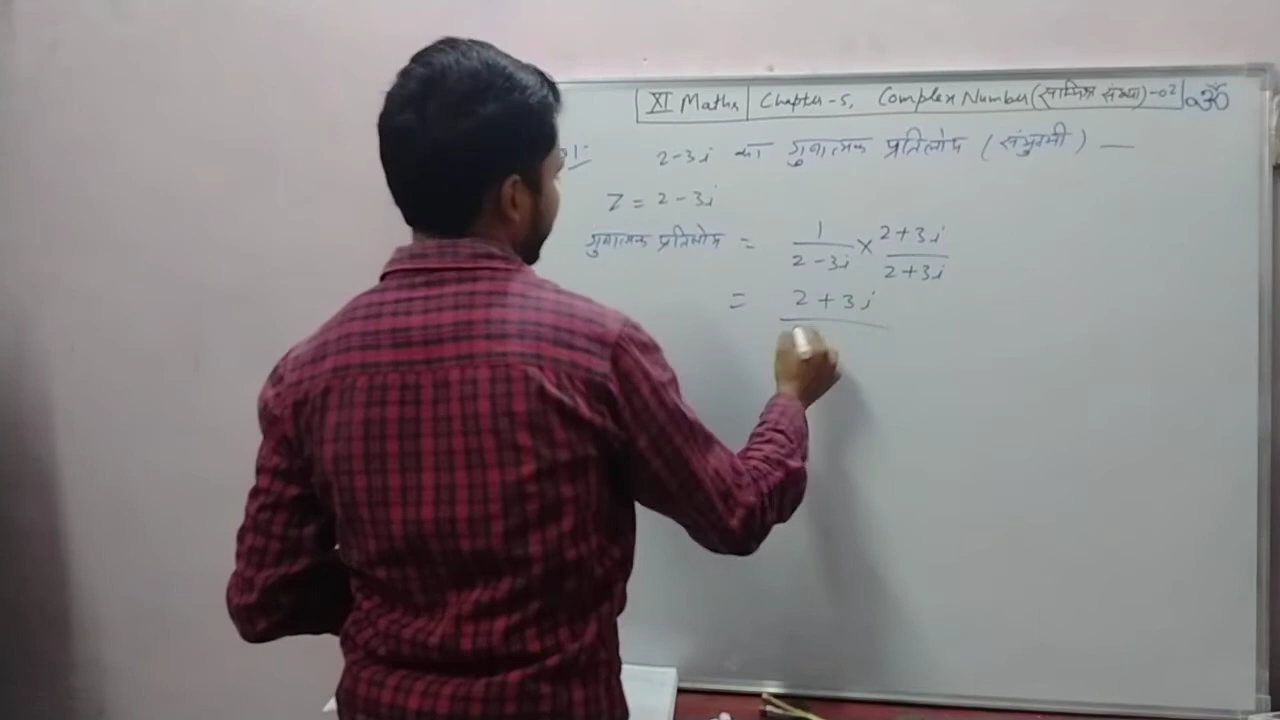 XI Maths | Chapter-5, Complex Number (सम्मिश्र संख्या)-02 ॐ
1:- 2-3i का गुणात्मक प्रतिलोम ( ) —
Z = 2-3i
गुणात्मक प्रतिलोम = 1/(2-3i) × (2+3i)/(2+3i)
= 2+3i